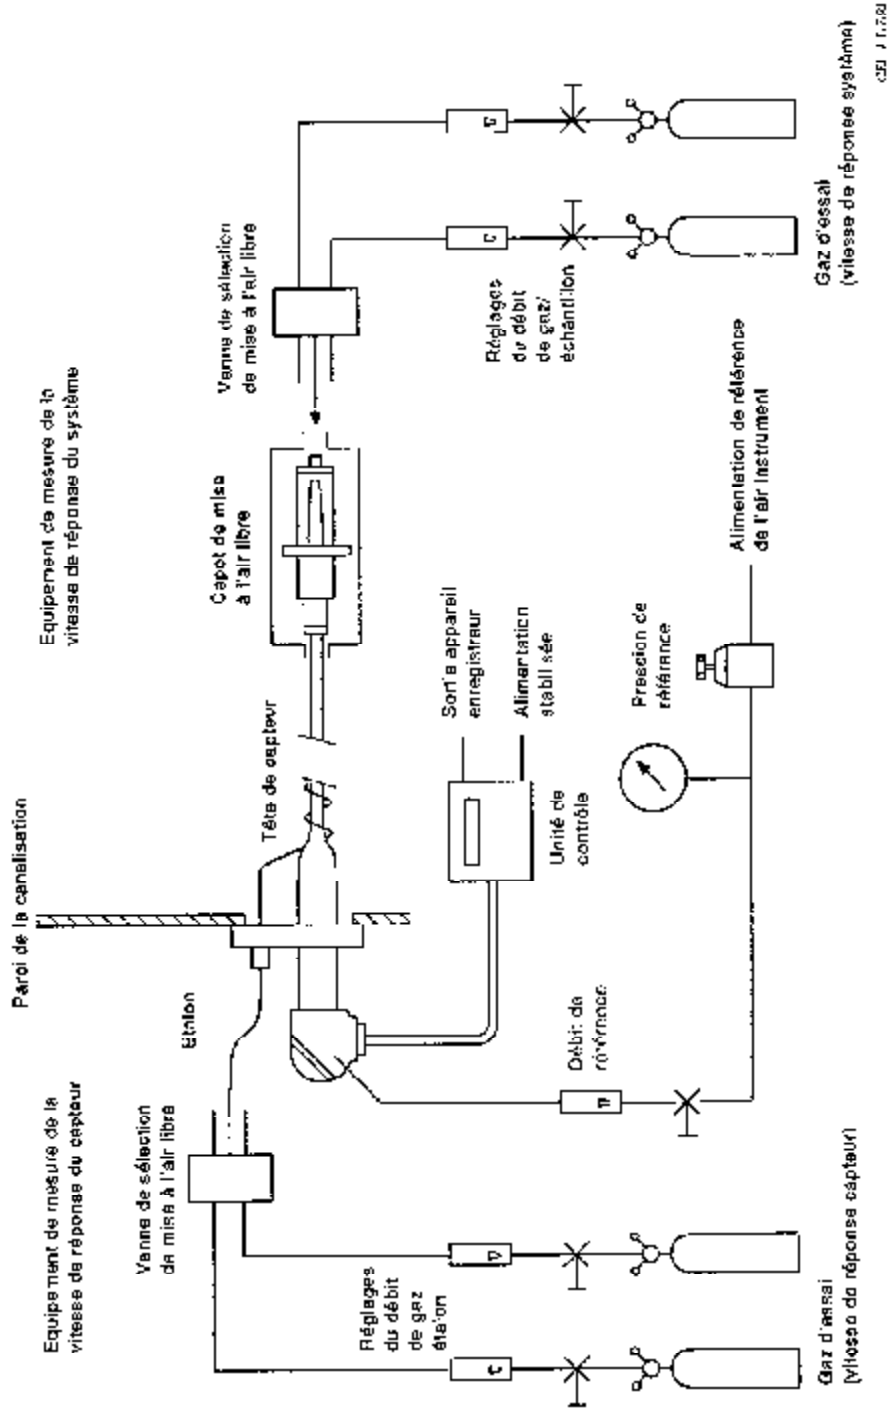 Equipement de mesure de la
vitesse de réponse du capteur
Paroi de la canalisation
Equipement de mesure de la
vitesse de réponse du système
Vanne de sélection
de mise à l'air libre
Etalon
Tête de capteur
Capot de mise
à l'air libre
Vanne de sélection
de mise à l'air libre
Réglages
du débit
de gaz
étalon
Sortie appareil
enregistreur
Alimentation
stabilisée
Unité de
contrôle
Réglages
du débit
de gaz/
échantillon
Débit de
référence
Pression de
référence
Alimentation de référence
de l'air instrument
Gaz d'essai
(vitesse de réponse capteur)
Gaz d'essai
(vitesse de réponse système)